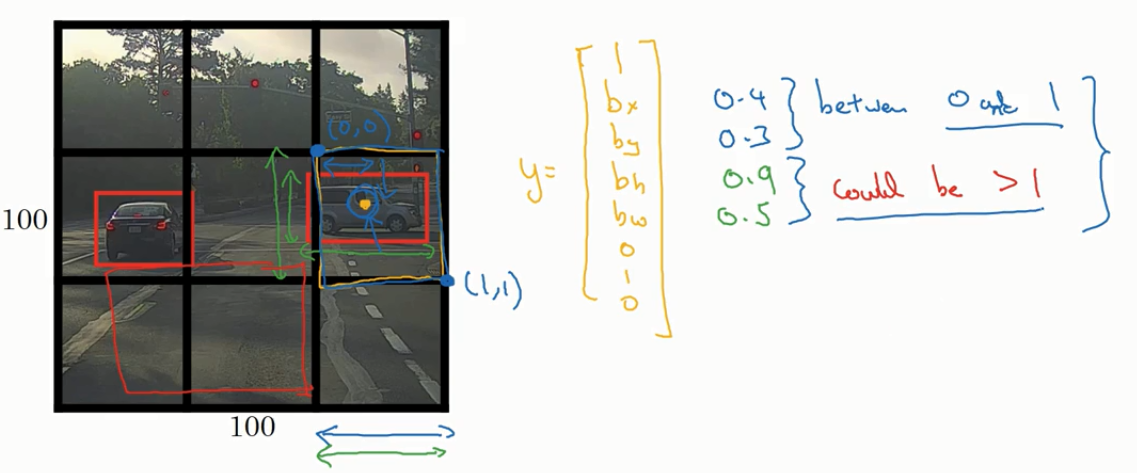 (0,0)
100
100
(1,1)
y=
1
bx
by
bh
bw
0
1
0
0.4
0.3
between 0 and 1
0.9
0.5
could be > 1